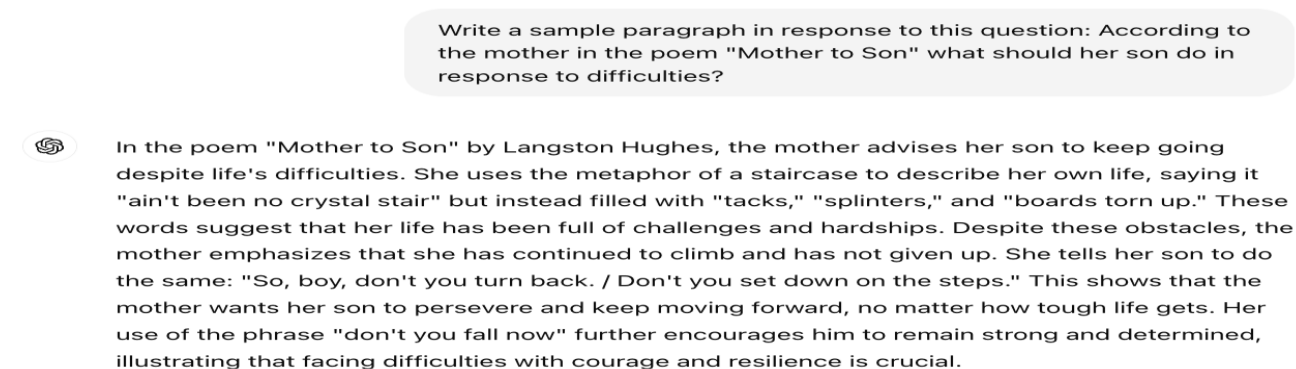 Write a sample paragraph in response to this question: According to
the mother in the poem "Mother to Son" what should her son do in
response to difficulties?
In the poem "Mother to Son" by Langston Hughes, the mother advises her son to keep going
despite life's difficulties. She uses the metaphor of a staircase to describe her own life, saying it
"ain't been no crystal stair" but instead filled with "tacks," "splinters," and "boards torn up." These
words suggest that her life has been full of challenges and hardships. Despite these obstacles, the
mother emphasizes that she has continued to climb and has not given up. She tells her son to do
the same: "So, boy, don't you turn back. / Don't you set down on the steps." This shows that the
mother wants her son to persevere and keep moving forward, no matter how tough life gets. Her
use of the phrase "don't you fall now" further encourages him to remain strong and determined,
illustrating that facing difficulties with courage and resilience is crucial.